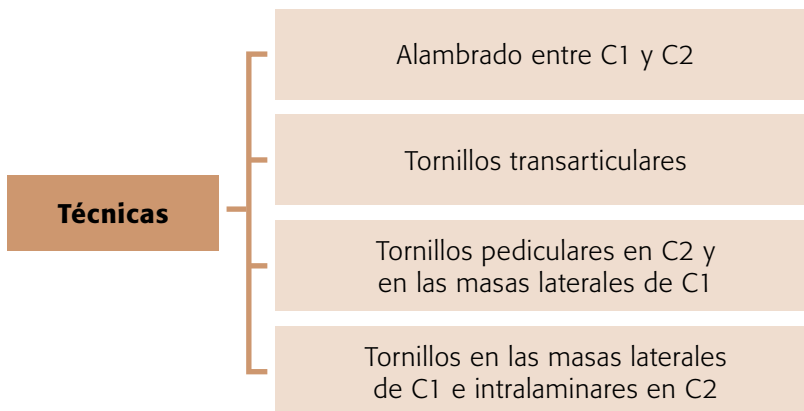 Técnicas
Alambrado entre C1 y C2
Tornillos transarticulares
Tornillos pediculares en C2 y
en las masas laterales de C1
Tornillos en las masas laterales
de C1 e intralaminares en C2